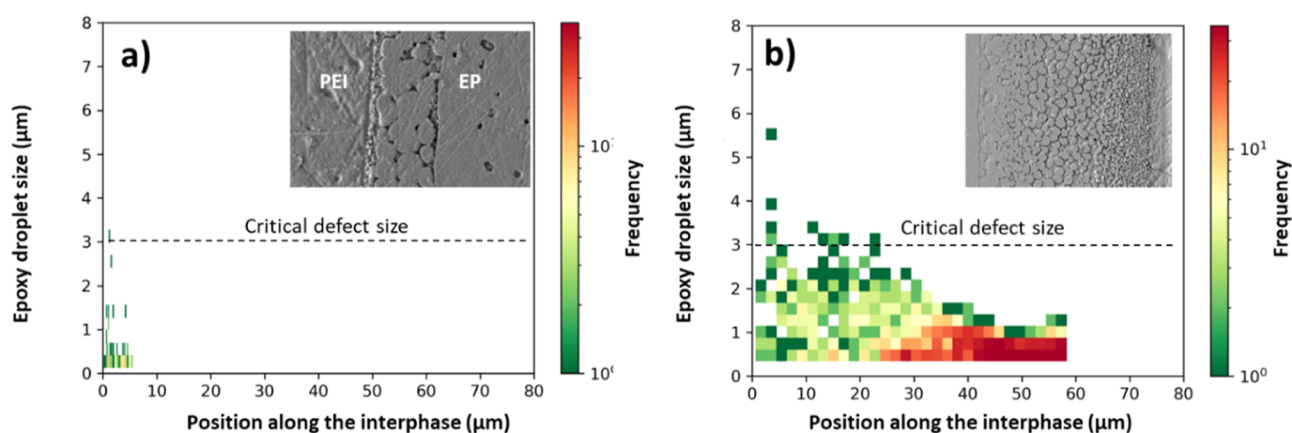 a)
PEI
EP
Critical defect size
8
7
6
5
4
3
2
1
0
0 10 20 30 40 50 60 70 80
Epoxy droplet size (μm)
Position along the interphase (μm)
10⁰
Frequency
b)
Critical defect size
8
7
6
5
4
3
2
1
0
0 10 20 30 40 50 60 70 80
Epoxy droplet size (μm)
Position along the interphase (μm)
10¹
10⁰
Frequency